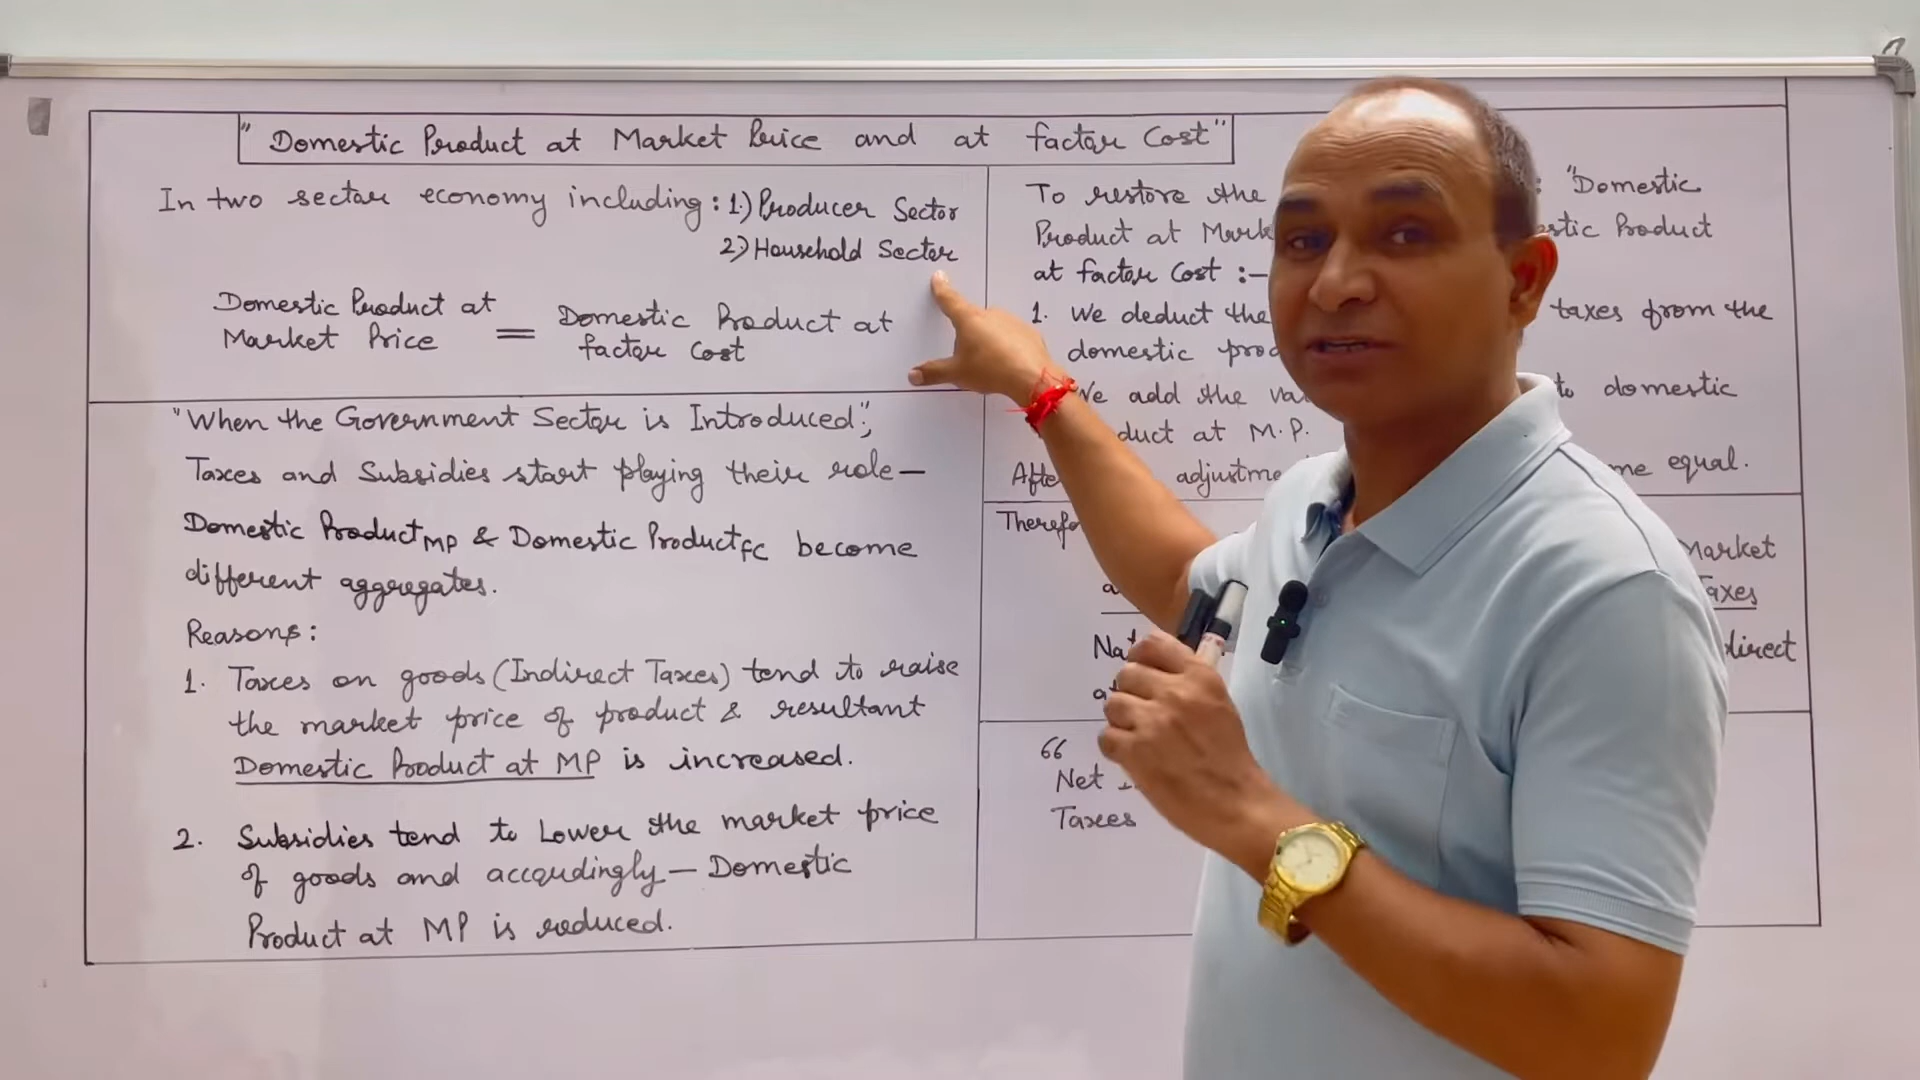 "Domestic Product at Market Price and at factor Cost"
In two sector economy including: 1.) Producer Sector
2.) Household Sector
Domestic Product at
Market Price
=
Domestic Product at
factor Cost
"When the Government Sector is Introduced";
Taxes and Subsidies start playing their role—
Domestic Product MP & Domestic Product FC become
different aggregates.
Reasons:
1. Taxes on goods (Indirect Taxes) tend to raise
the market price of product & resultant
Domestic Product at MP is increased.
2. Subsidies tend to Lower the market price
of goods and accordingly— Domestic
Product at MP is reduced.
To restore the : "Domestic
Product at Product
at factor Cost :—
1. We deduct the taxes from the
domestic
We add the to domestic
at M.P.
equal.
Market
Taxes
66
Net
Taxes